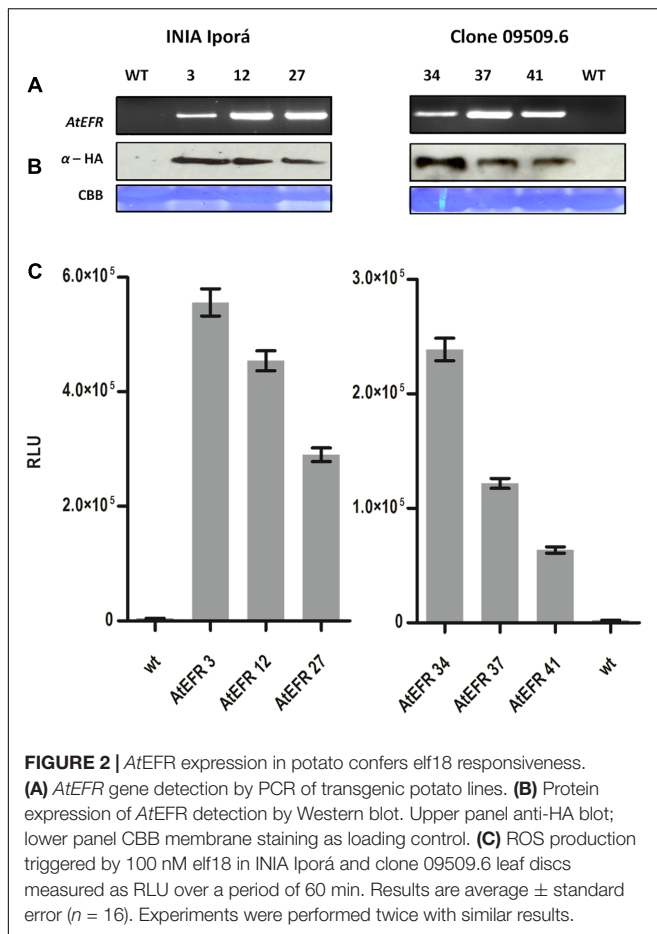 INIA Iporá
Clone 09509.6
WT 3 12 27
34 37 41 WT
A
AtEFR
B
α – HA
CBB
C
6.0×10⁵
4.0×10⁵
2.0×10⁵
0
RLU
wt
AtEFR 3
AtEFR 12
AtEFR 27
3.0×10⁵
2.0×10⁵
1.0×10⁵
0
AtEFR 34
AtEFR 37
AtEFR 41
wt
FIGURE 2 | AtEFR expression in potato confers elf18 responsiveness.
(A) AtEFR gene detection by PCR of transgenic potato lines. (B) Protein
expression of AtEFR detection by Western blot. Upper panel anti-HA blot;
lower panel CBB membrane staining as loading control. (C) ROS production
triggered by 100 nM elf18 in INIA Iporá and clone 09509.6 leaf discs
measured as RLU over a period of 60 min. Results are average ± standard
error (n = 16). Experiments were performed twice with similar results.